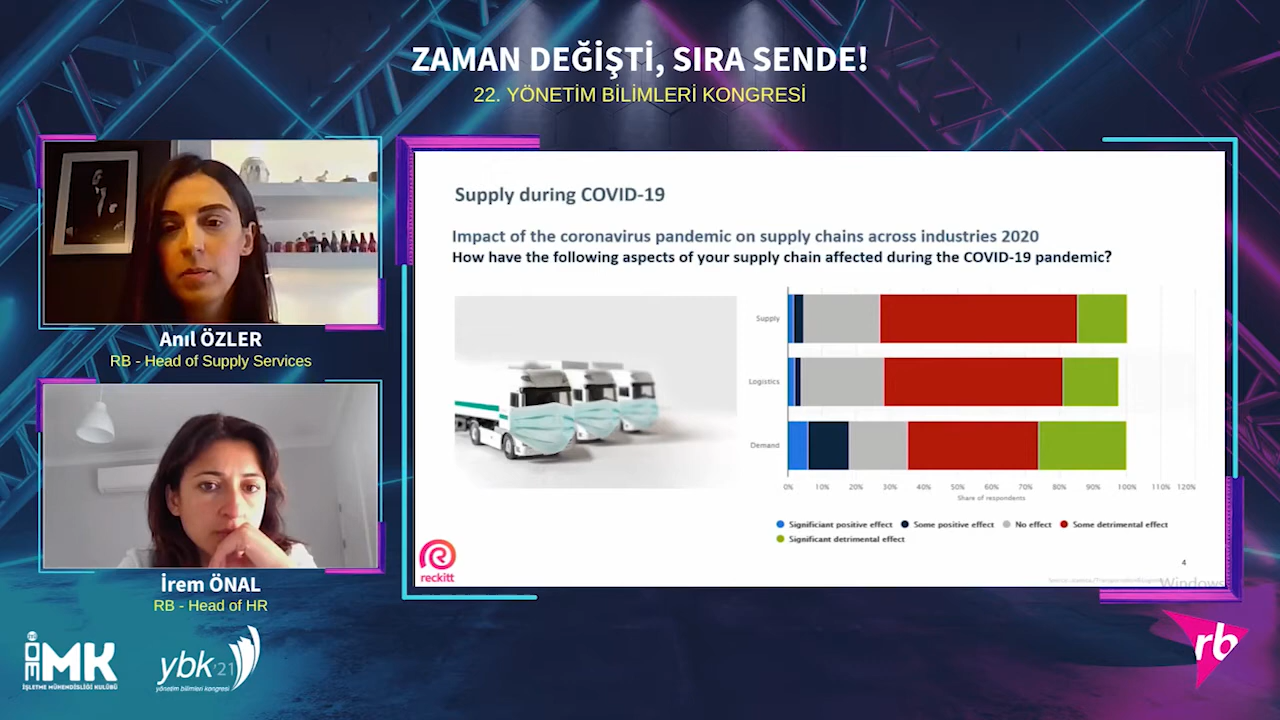 ZAMAN DEĞİŞTİ, SIRA SENDE!
22. YÖNETİM BİLİMLERİ KONGRESİ
Anıl ÖZLER
RB - Head of Supply Services
İrem ÖNAL
RB - Head of HR
Supply during COVID-19
Impact of the coronavirus pandemic on supply chains across industries 2020
How have the following aspects of your supply chain affected during the COVID-19 pandemic?
Supply
Logistics
Demand
0% 10% 20% 30% 40% 50% 60% 70% 80% 90% 100% 110% 120%
Share of respondents
Significiant positive effect Some positive effect No effect Some detrimental effect
Significant detrimental effect
4
reckitt
Windows
İMK
İŞLETME MÜHENDİSLİĞİ KULÜBÜ
ybk'21
yönetim bilimleri kongresi
rb